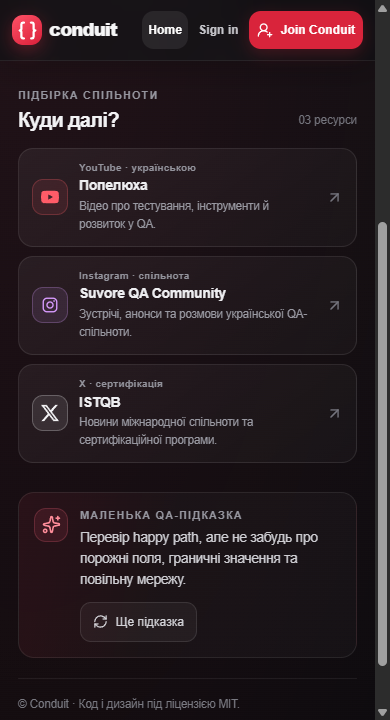 conduit
Home
Sign in
Join Conduit
ПІДБІРКА СПІЛЬНОТИ
Куди далі?
03 ресурси
YouTube · українською
Попелюха
Відео про тестування, інструменти й
розвиток у QA.
Instagram · спільнота
Suvore QA Community
Зустрічі, анонси та розмови української QA-
спільноти.
X · сертифікація
ISTQB
Новини міжнародної спільноти та
сертифікаційної програми.
МАЛЕНЬКА QA-ПІДКАЗКА
Перевір happy path, але не забудь про
порожні поля, граничні значення та
повільну мережу.
Ще підказка
© Conduit · Код і дизайн під ліцензією MIT.